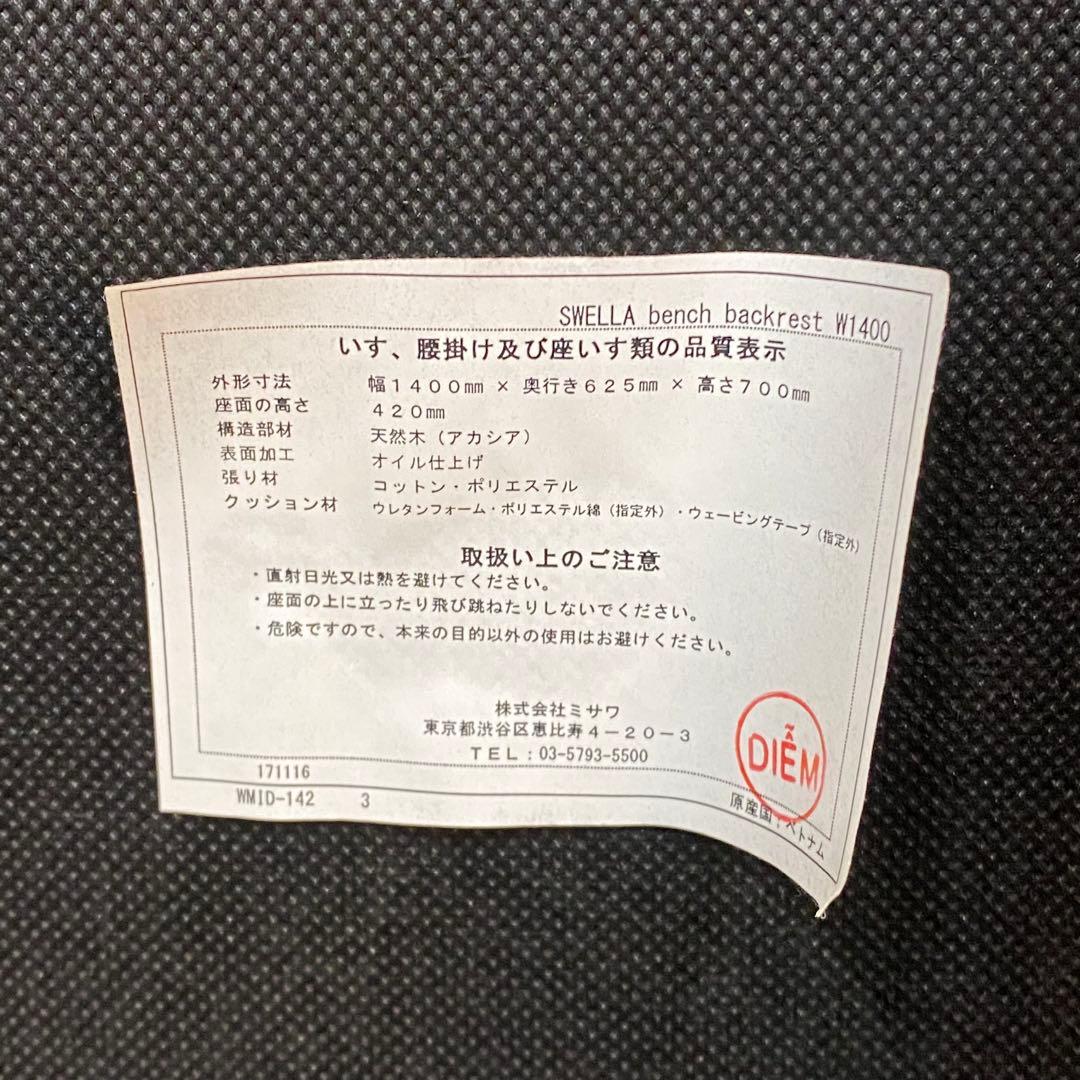 SWELLA bench backrest W1400
いす、腰掛け及び座いす類の品質表示
外形寸法 幅１４００㎜ × 奥行き６２５㎜ × 高さ７００㎜
座面の高さ ４２０㎜
構造部材 天然木（アカシア）
表面加工 オイル仕上げ
張り材 コットン・ポリエステル
クッション材 ウレタンフォーム・ポリエステル綿（指定外）・ウェービングテープ（指定外）
取扱い上のご注意
・直射日光又は熱を避けてください。
・座面の上に立ったり飛び跳ねたりしないでください。
・危険ですので、本来の目的以外の使用はお避けください。
株式会社ミサワ
東京都渋谷区恵比寿４－２０－３
ＴＥＬ：03-5793-5500
171116
WMID-142 3
DIỄM
原産国：ベトナム